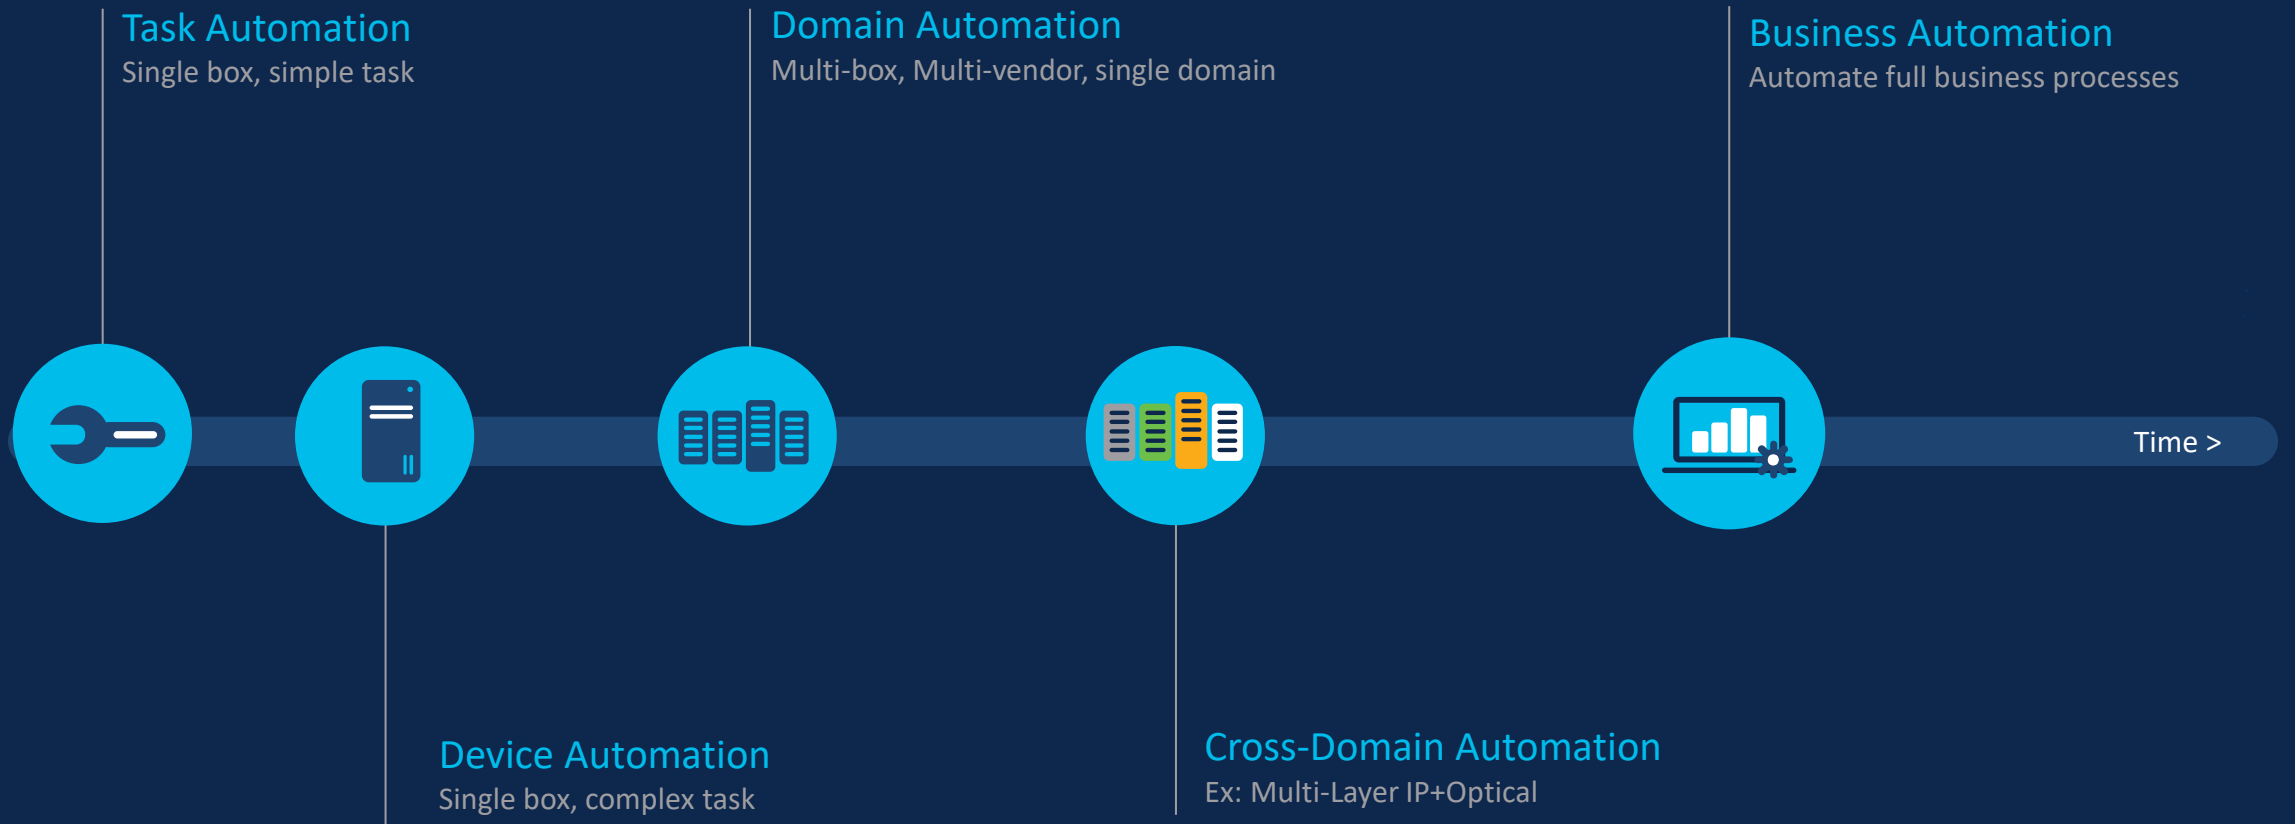 Task Automation
Single box, simple task
Domain Automation
Multi-box, Multi-vendor, single domain
Business Automation
Automate full business processes
Time >
Device Automation
Single box, complex task
Cross-Domain Automation
Ex: Multi-Layer IP+Optical